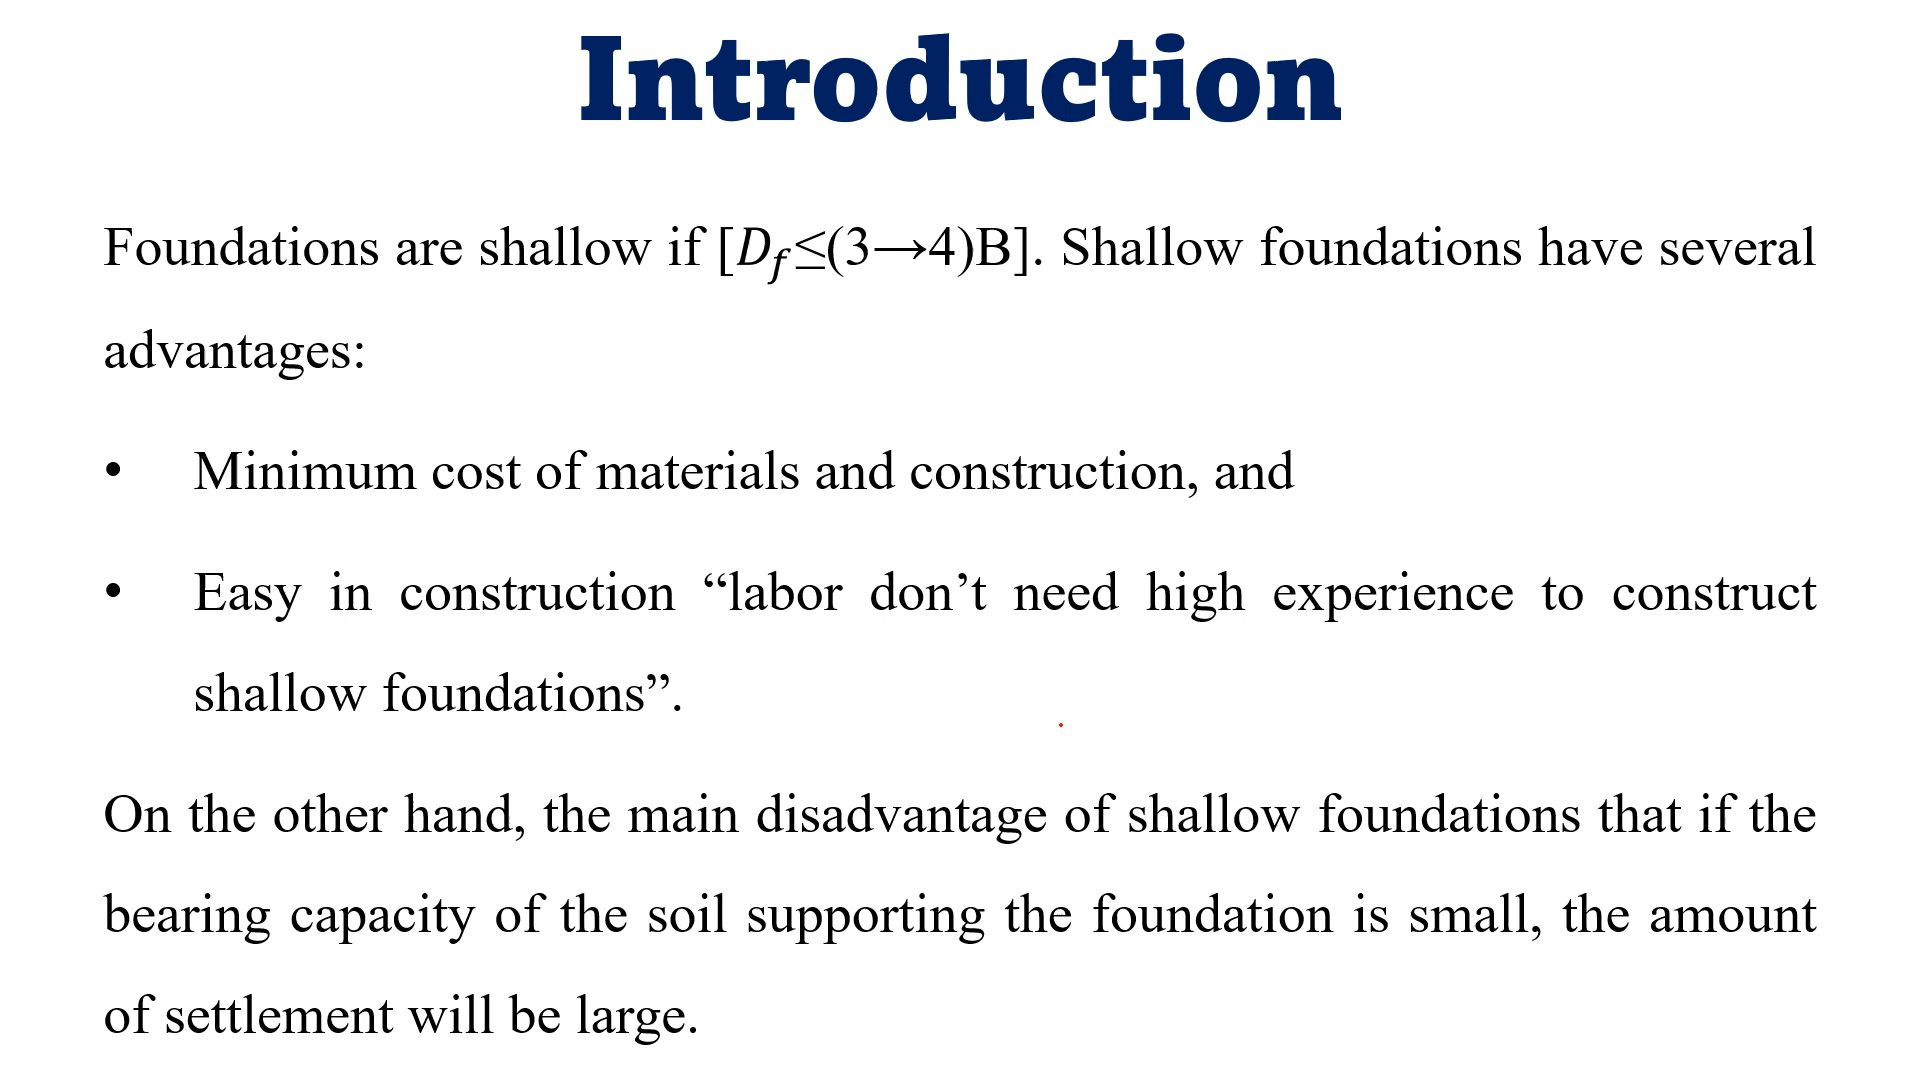 Introduction
Foundations are shallow if [D_f≤(3→4)B]. Shallow foundations have several
advantages:
• Minimum cost of materials and construction, and
• Easy in construction “labor don’t need high experience to construct
shallow foundations”.
On the other hand, the main disadvantage of shallow foundations that if the
bearing capacity of the soil supporting the foundation is small, the amount
of settlement will be large.